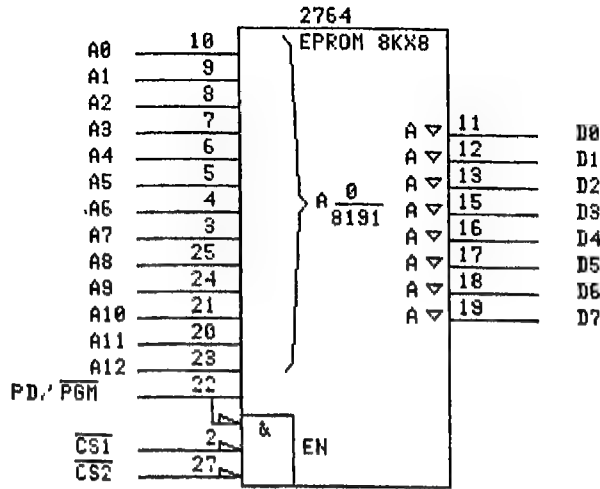 2764
EPROM 8KX8
A0 10
A1 9
A2 8
A3 7
A4 6
A5 5
A6 4
A7 3
A8 25
A9 24
A10 21
A11 20
A12 23
PD/PGM 22
CS1 2
CS2 27
A 0/8191
& EN
A 11 D0
A 12 D1
A 13 D2
A 15 D3
A 16 D4
A 17 D5
A 18 D6
A 19 D7